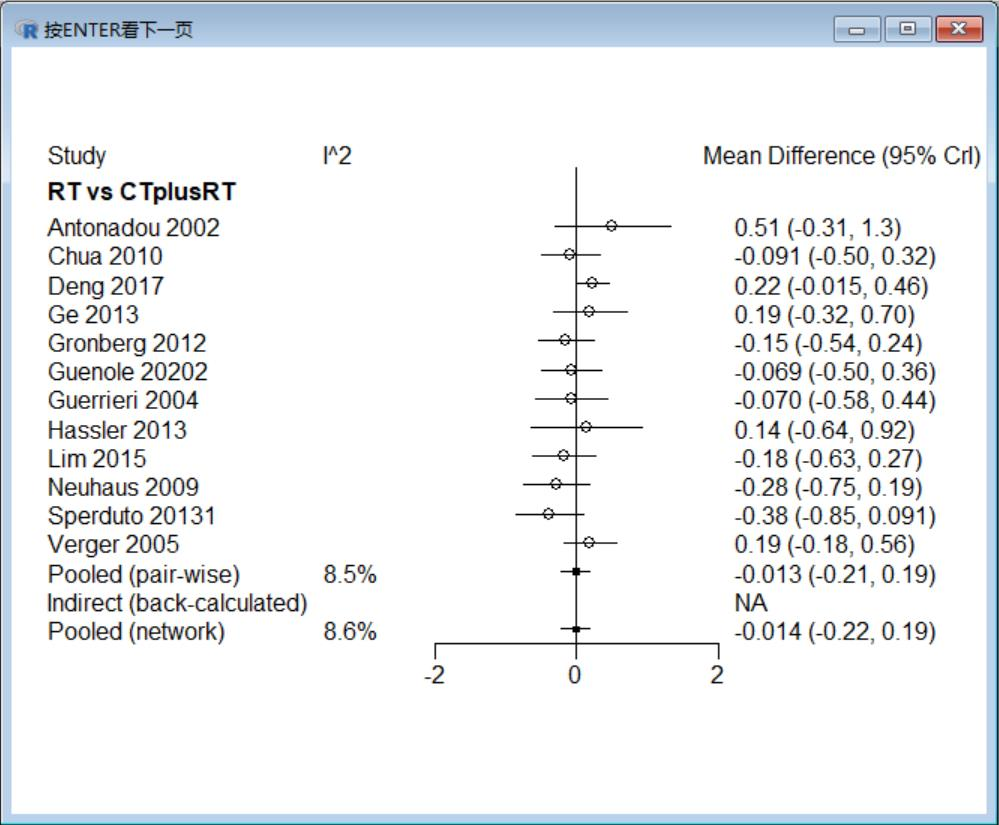 按ENTER看下一页
Study I^2 Mean Difference (95% CrI)
RT vs CTplusRT
Antonadou 2002 0.51 (-0.31, 1.3)
Chua 2010 -0.091 (-0.50, 0.32)
Deng 2017 0.22 (-0.015, 0.46)
Ge 2013 0.19 (-0.32, 0.70)
Gronberg 2012 -0.15 (-0.54, 0.24)
Guenole 20202 -0.069 (-0.50, 0.36)
Guerrieri 2004 -0.070 (-0.58, 0.44)
Hassler 2013 0.14 (-0.64, 0.92)
Lim 2015 -0.18 (-0.63, 0.27)
Neuhaus 2009 -0.28 (-0.75, 0.19)
Sperduto 20131 -0.38 (-0.85, 0.091)
Verger 2005 0.19 (-0.18, 0.56)
Pooled (pair-wise) 8.5% -0.013 (-0.21, 0.19)
Indirect (back-calculated) NA
Pooled (network) 8.6% -0.014 (-0.22, 0.19)
-2 0 2